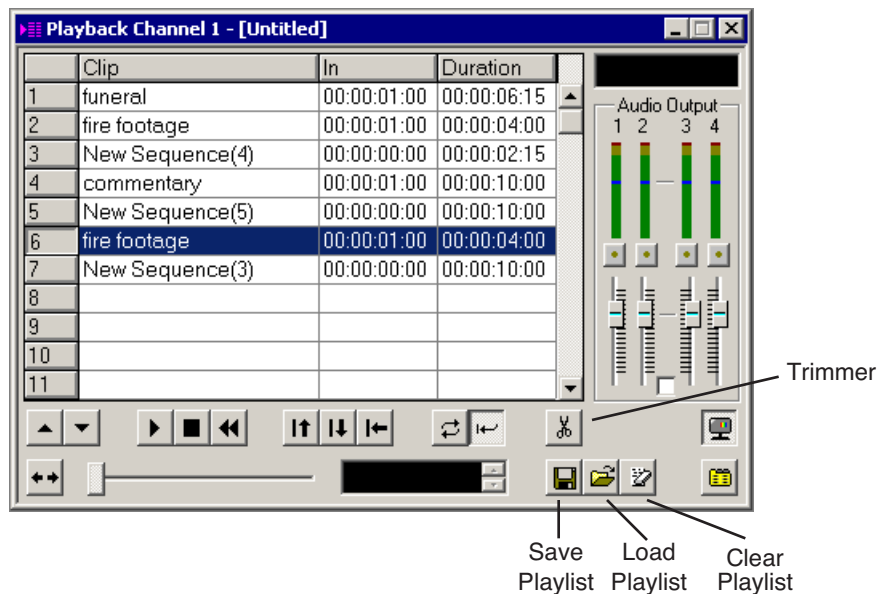 Playback Channel 1 - [Untitled]
Clip In Duration
1 funeral 00:00:01:00 00:00:06:15
2 fire footage 00:00:01:00 00:00:04:00
3 New Sequence(4) 00:00:00:00 00:00:02:15
4 commentary 00:00:01:00 00:00:10:00
5 New Sequence(5) 00:00:00:00 00:00:10:00
6 fire footage 00:00:01:00 00:00:04:00
7 New Sequence(3) 00:00:00:00 00:00:10:00
8
9
10
11
Audio Output
1 2 3 4
Trimmer
Save Playlist
Load Playlist
Clear Playlist